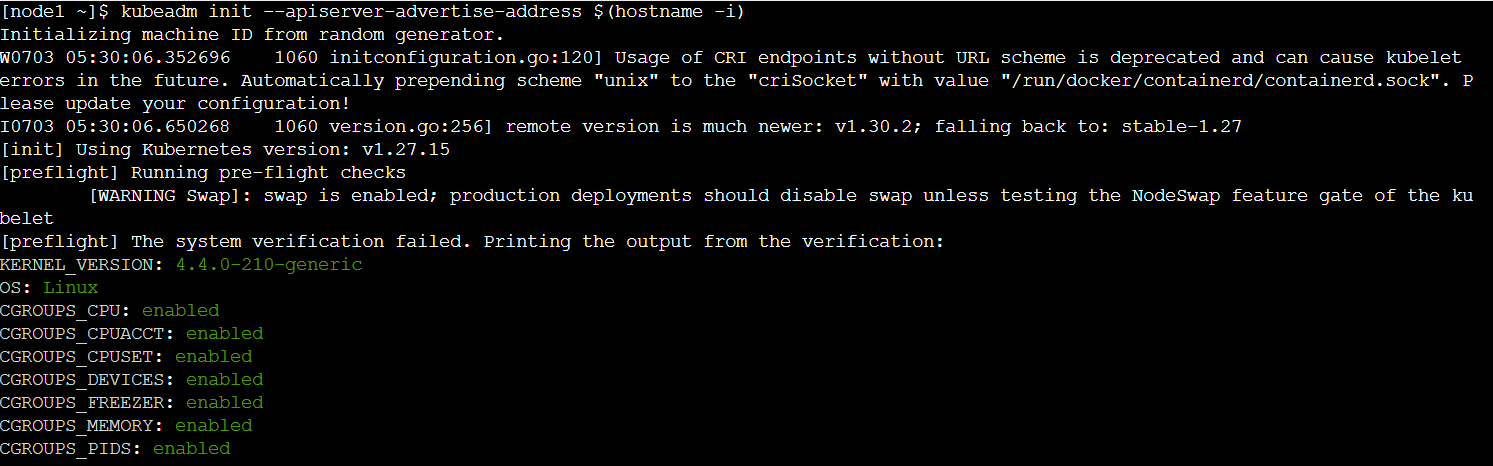 [node1 ~]$ kubeadm init --apiserver-advertise-address $(hostname -i)
Initializing machine ID from random generator.
W0703 05:30:06.352696    1060 initconfiguration.go:120] Usage of CRI endpoints without URL scheme is deprecated and can cause kubelet
errors in the future. Automatically prepending scheme "unix" to the "criSocket" with value "/run/docker/containerd/containerd.sock". P
lease update your configuration!
I0703 05:30:06.650268    1060 version.go:256] remote version is much newer: v1.30.2; falling back to: stable-1.27
[init] Using Kubernetes version: v1.27.15
[preflight] Running pre-flight checks
        [WARNING Swap]: swap is enabled; production deployments should disable swap unless testing the NodeSwap feature gate of the ku
belet
[preflight] The system verification failed. Printing the output from the verification:
KERNEL_VERSION: 4.4.0-210-generic
OS: Linux
CGROUPS_CPU: enabled
CGROUPS_CPUACCT: enabled
CGROUPS_CPUSET: enabled
CGROUPS_DEVICES: enabled
CGROUPS_FREEZER: enabled
CGROUPS_MEMORY: enabled
CGROUPS_PIDS: enabled